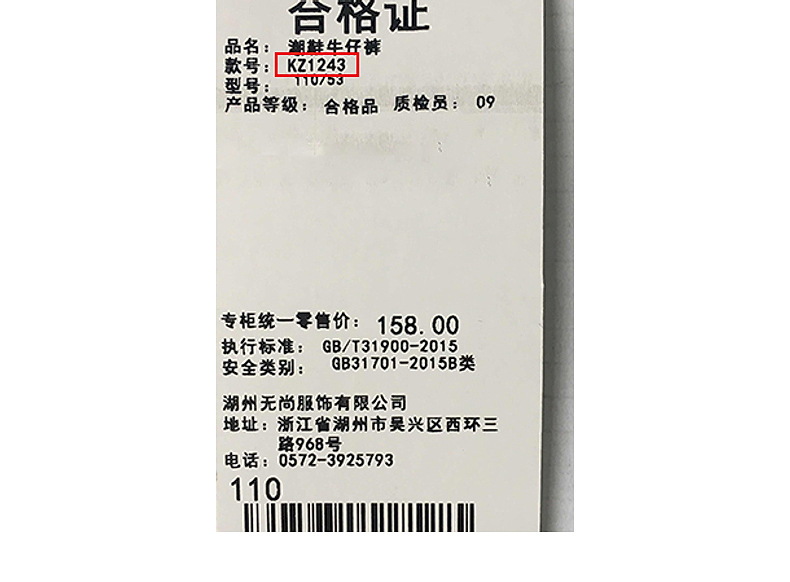 合格证
品名： 潮鞋牛仔裤
款号： KZ1243
型号： 110/53
产品等级： 合格品 质检员： 09
专柜统一零售价： 158.00
执行标准： GB/T31900-2015
安全类别： GB31701-2015B类
湖州无尚服饰有限公司
地址：浙江省湖州市吴兴区西环三
路968号
电话：0572-3925793
110